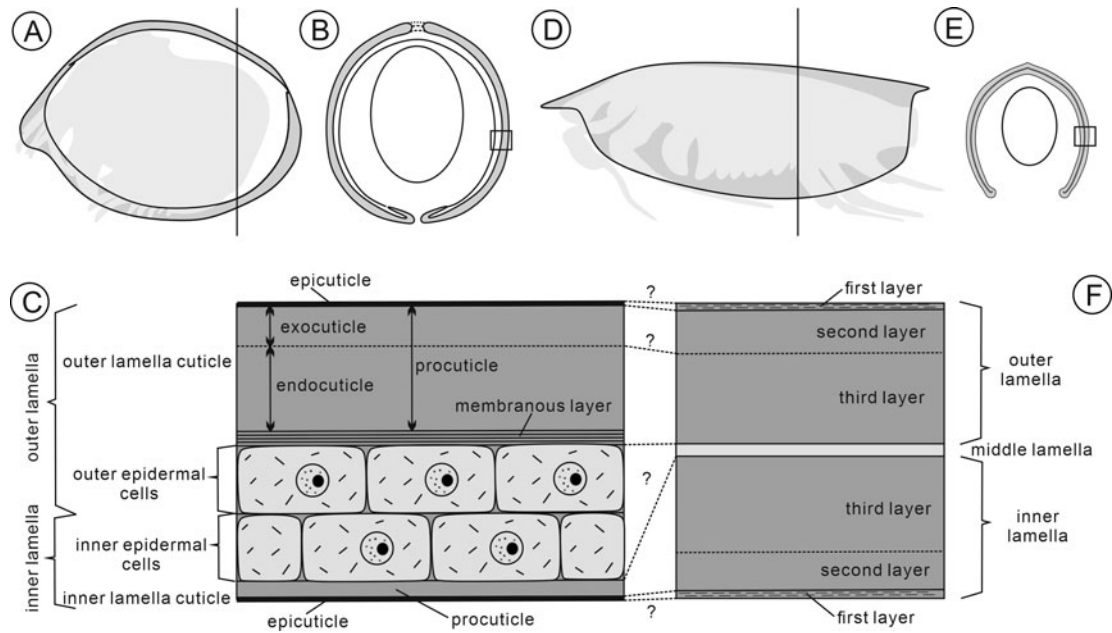 A
B
D
E
C
epicuticle
exocuticle
outer lamella cuticle
procuticle
endocuticle
membranous layer
outer lamella
outer epidermal
cells
inner lamella
inner epidermal
cells
inner lamella cuticle
epicuticle
procuticle
?
?
?
?
F
first layer
second layer
outer
lamella
third layer
middle lamella
third layer
inner
lamella
second layer
first layer